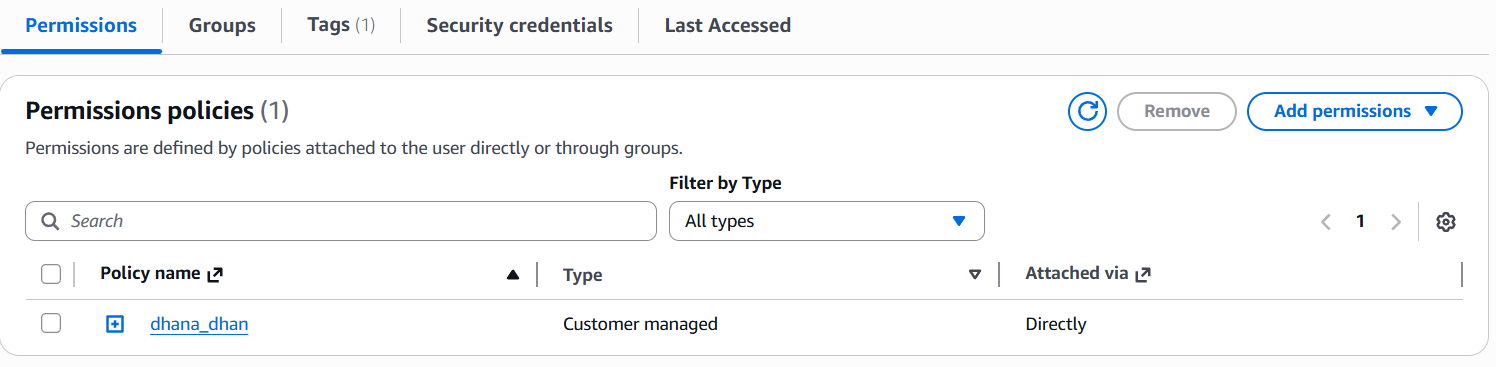 Permissions Groups Tags (1) Security credentials Last Accessed
Permissions policies (1) Remove Add permissions
Permissions are defined by policies attached to the user directly or through groups.
Filter by Type
Search All types 1
Policy name Type Attached via
dhana_dhan Customer managed Directly